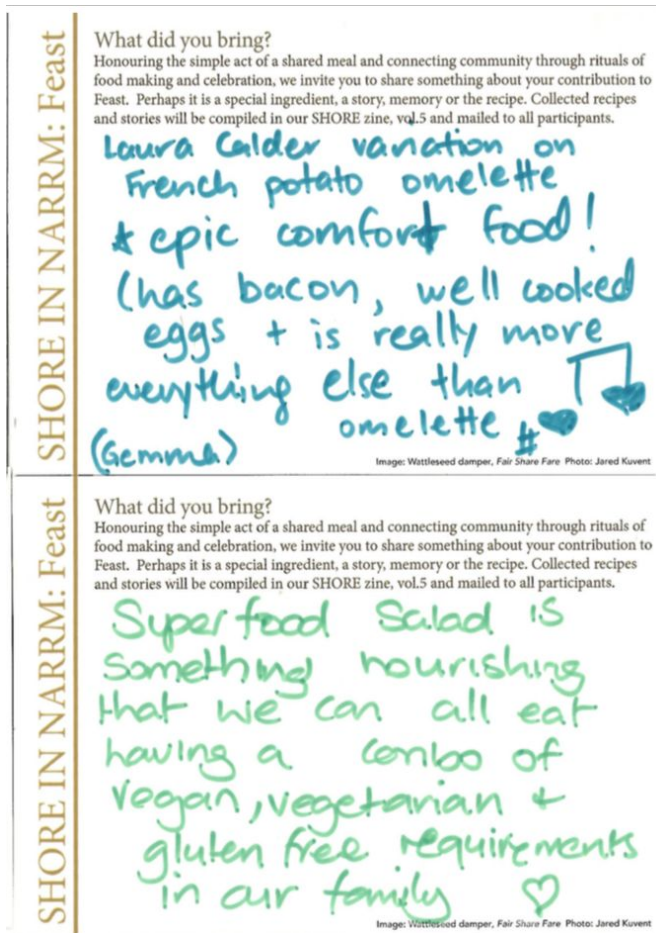 SHORE IN NARRM: Feast
What did you bring?
Honouring the simple act of a shared meal and connecting community through rituals of
food making and celebration, we invite you to share something about your contribution to
Feast. Perhaps it is a special ingredient, a story, memory or the recipe. Collected recipes
and stories will be compiled in our SHORE zine, vol.5 and mailed to all participants.
Laura Calder variation on
French potato omelette
* epic comfort food!
(has bacon, well cooked
eggs + is really more
everything else than
omelette #
(Gemma)
Image: Wattleseed damper, Fair Share Fare Photo: Jared Kuvent
SHORE IN NARRM: Feast
What did you bring?
Honouring the simple act of a shared meal and connecting community through rituals of
food making and celebration, we invite you to share something about your contribution to
Feast. Perhaps it is a special ingredient, a story, memory or the recipe. Collected recipes
and stories will be compiled in our SHORE zine, vol.5 and mailed to all participants.
Superfood Salad is
something nourishing
that we can all eat
having a combo of
vegan, vegetarian +
gluten free requirements
in our family ♡
Image: Wattleseed damper, Fair Share Fare Photo: Jared Kuvent